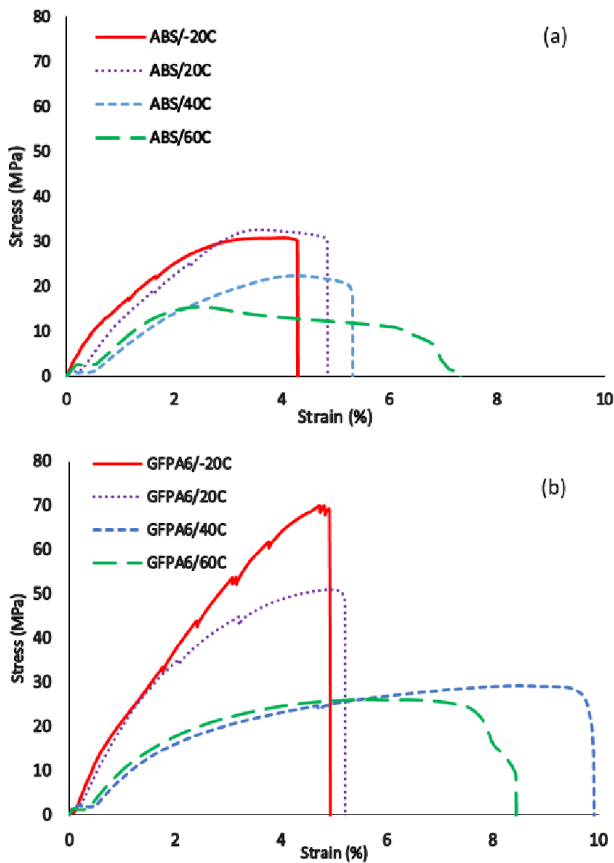 80
70
60
50
40
30
20
10
0
Stress (MPa)
ABS/-20C
ABS/20C
ABS/40C
ABS/60C
(a)
0 2 4 6 8 10
Strain (%)
80
70
60
50
40
30
20
10
0
Stress (MPa)
GFPA6/-20C
GFPA6/20C
GFPA6/40C
GFPA6/60C
(b)
0 2 4 6 8 10
Strain (%)